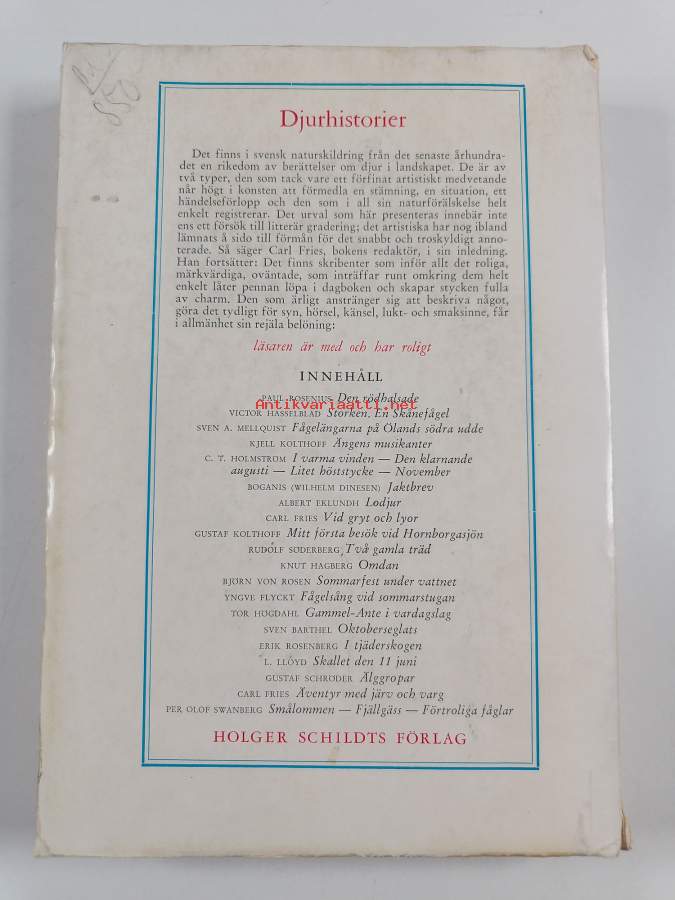 850
Djurhistorier
Det finns i svensk naturskildring från det senaste århundra-
det en rikedom av berättelser om djur i landskapet. De är av
två typer, den som tack vare ett förfinat artistiskt medvetande
når högt i konsten att förmedla en stämning, en situation, ett
händelseförlopp och den som i all sin naturförälskelse helt
enkelt registrerar. Det urval som här presenteras innebär inte
ens ett försök till litterär gradering; det artistiska har nog ibland
lämnats å sido till förmån för det snabbt och troskyldigt anno-
terade. Så säger Carl Fries, bokens redaktör, i sin inledning.
Han fortsätter: Det finns skribenter som inför allt det roliga,
märkvärdiga, oväntade, som inträffar runt omkring dem helt
enkelt låter pennan löpa i dagboken och skapar stycken fulla
av charm. Den som ärligt anstränger sig att beskriva något,
göra det tydligt för syn, hörsel, känsel, lukt- och smaksinne, får
i allmänhet sin rejäla belöning:
läsaren är med och har roligt
INNEHÅLL
PAUL ROSENIUS Den rödhalsade
Antikvariaatti.net
VICTOR HASSELBLAD Storken. En Skånefågel
SVEN A. MELLQUIST Fågelängarna på Ölands södra udde
KJELL KOLTHOFF Ängens musikanter
C. T. HOLMSTRÖM I varma vinden — Den klarnande
augusti — Litet höststycke — November
BOGANIS (WILHELM DINESEN) Jaktbrev
ALBERT EKLUNDH Lodjur
CARL FRIES Vid gryt och lyor
GUSTAF KOLTHOFF Mitt första besök vid Hornborgasjön
RUDOLF SÖDERBERG Två gamla träd
KNUT HAGBERG Omdan
BJÖRN VON ROSEN Sommarfest under vattnet
YNGVE FLYCKT Fågelsång vid sommarstugan
TOR HÖGDAHL Gammel-Ante i vardagslag
SVEN BARTHEL Oktoberseglats
ERIK ROSENBERG I tjäderskogen
L. LLOYD Skallet den 11 juni
GUSTAF SCHRÖDER Älggropar
CARL FRIES Äventyr med järv och varg
PER OLOF SWANBERG Smålommen — Fjällgäss — Förtroliga fåglar
HOLGER SCHILDTS FÖRLAG